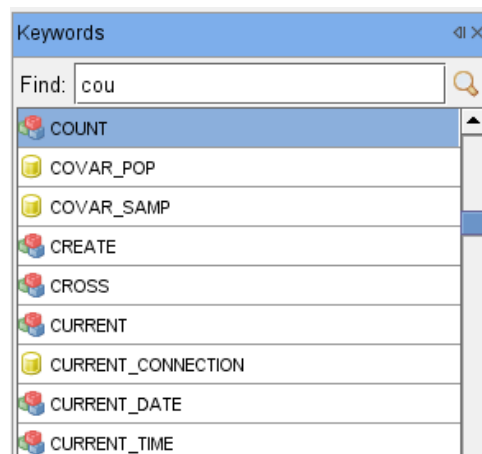 Keywords
Find: cou
COUNT
COVAR_POP
COVAR_SAMP
CREATE
CROSS
CURRENT
CURRENT_CONNECTION
CURRENT_DATE
CURRENT_TIME